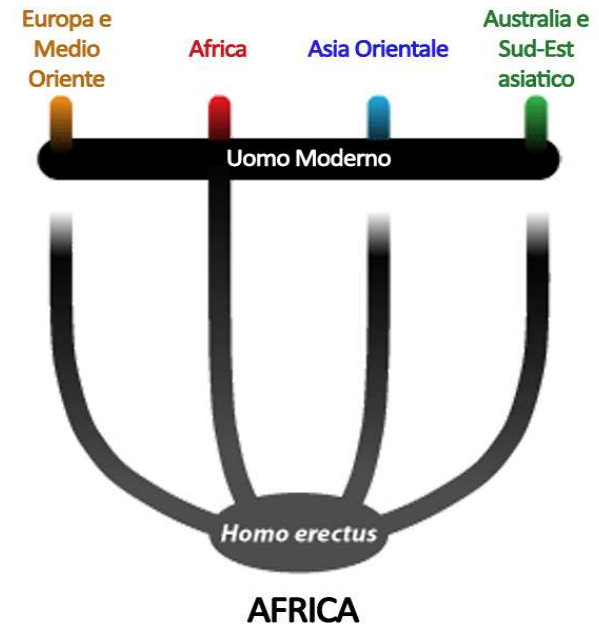 Europa e
Medio
Oriente
Africa
Asia Orientale
Australia e
Sud-Est
asiatico
Uomo Moderno
Homo erectus
AFRICA